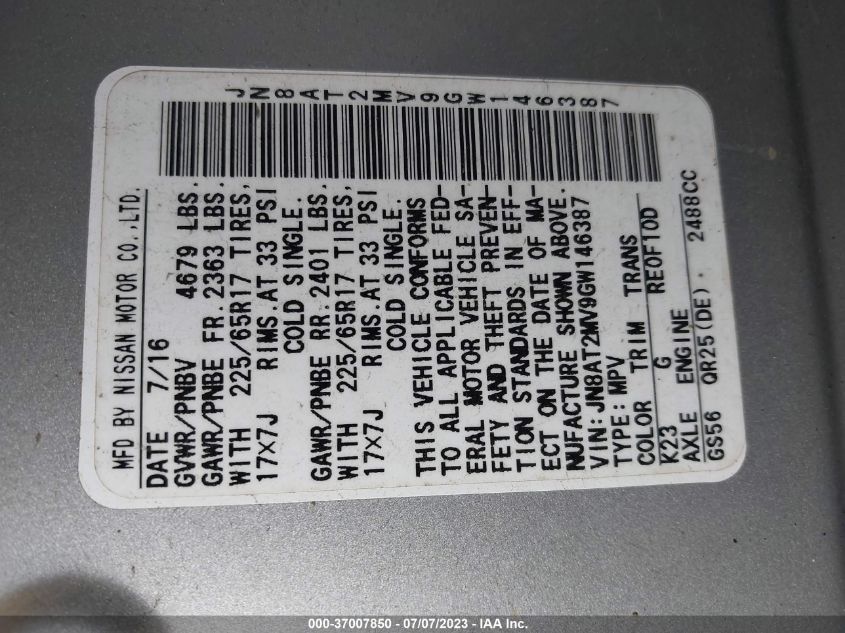 JN8AT2MV9GW146387
MFD BY NISSAN MOTOR CO.,LTD.
DATE 7/16
GVWR/PNBV 4679 LBS.
GAWR/PNBE FR.2363 LBS.
WITH 225/65R17 TIRES,
17X7J RIMS.AT 33 PSI
COLD SINGLE.
GAWR/PNBE RR.2401 LBS.
WITH 225/65R17 TIRES,
17X7J RIMS.AT 33 PSI
COLD SINGLE.
THIS VEHICLE CONFORMS
TO ALL APPLICABLE FED-
ERAL MOTOR VEHICLE SA-
FETY AND THEFT PREVEN-
TION STANDARDS IN EFF-
ECT ON THE DATE OF MA-
NUFACTURE SHOWN ABOVE.
VIN:JN8AT2MV9GW146387
TYPE:MPV
COLOR TRIM TRANS
K23 G RE0F10D
AXLE ENGINE
GS56 QR25(DE). 2488CC
000-37007850 - 07/07/2023 - IAAI Inc.